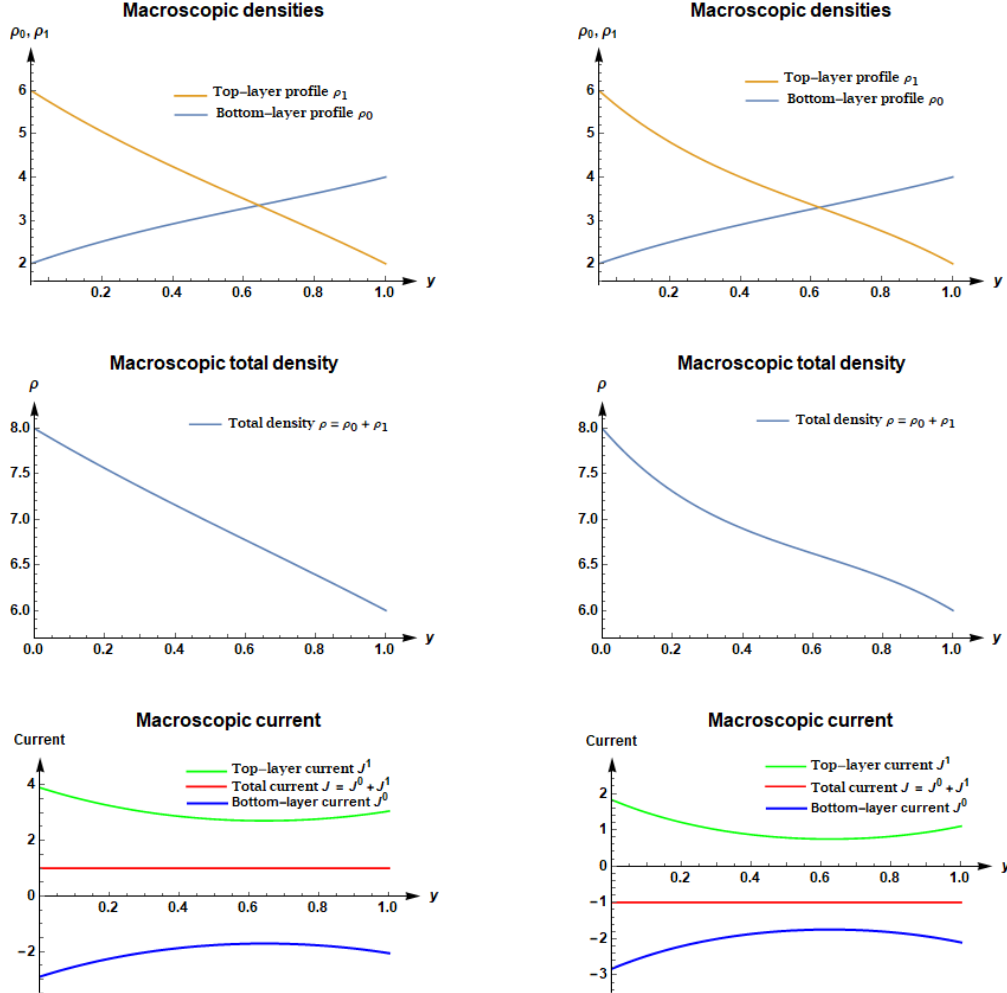 Macroscopic densities
ρ0, ρ1
Top-layer profile ρ1
Bottom-layer profile ρ0
6
5
4
3
2
0.2 0.4 0.6 0.8 1.0 y
Macroscopic densities
ρ0, ρ1
Top-layer profile ρ1
Bottom-layer profile ρ0
6
5
4
3
2
0.2 0.4 0.6 0.8 1.0 y
Macroscopic total density
ρ
Total density ρ = ρ0 + ρ1
8.0
7.5
7.0
6.5
6.0
0.0 0.2 0.4 0.6 0.8 1.0 y
Macroscopic total density
ρ
Total density ρ = ρ0 + ρ1
8.0
7.5
7.0
6.5
6.0
0.0 0.2 0.4 0.6 0.8 1.0 y
Macroscopic current
Current
Top-layer current J^1
Total current J = J^0 + J^1
Bottom-layer current J^0
4
2
0
0.2 0.4 0.6 0.8 1.0 y
-2
Macroscopic current
Current
Top-layer current J^1
Total current J = J^0 + J^1
Bottom-layer current J^0
2
1
0
0.2 0.4 0.6 0.8 1.0 y
-1
-2
-3